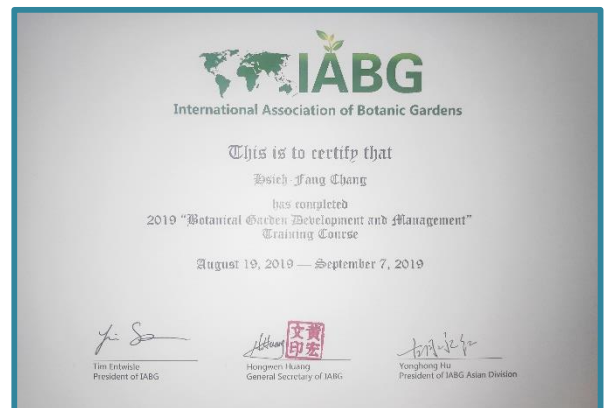 IABG
International Association of Botanic Gardens
This is to certify that
Hsieh-Fang Chang
has completed
2019 "Botanical Garden Development and Management"
Training Course
August 19, 2019 — September 7, 2019
黃宏
文印
Tim Entwisle
President of IABG
Hongwen Huang
General Secretary of IABG
Yonghong Hu
President of IABG Asian Division